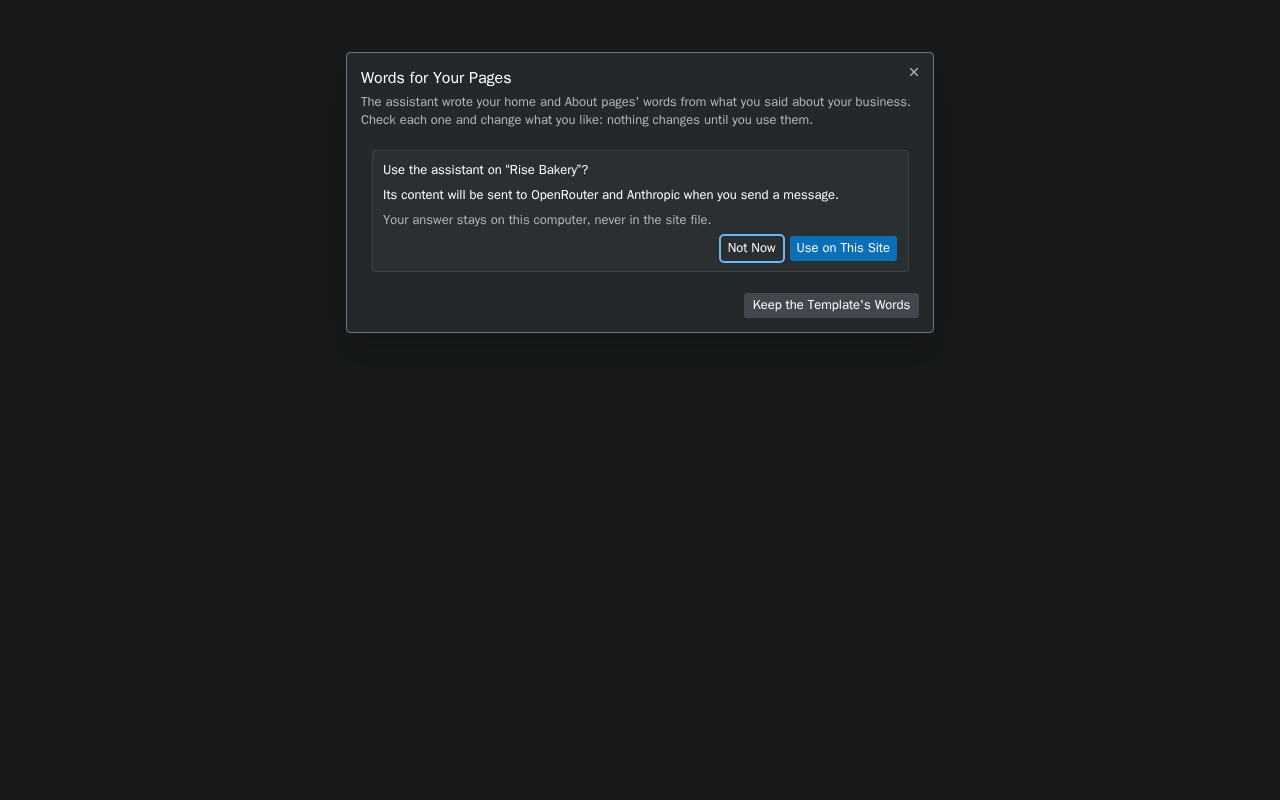 Words for Your Pages
The assistant wrote your home and About pages' words from what you said about your business.
Check each one and change what you like: nothing changes until you use them.
Use the assistant on “Rise Bakery”?
Its content will be sent to OpenRouter and Anthropic when you send a message.
Your answer stays on this computer, never in the site file.
Not Now
Use on This Site
Keep the Template's Words